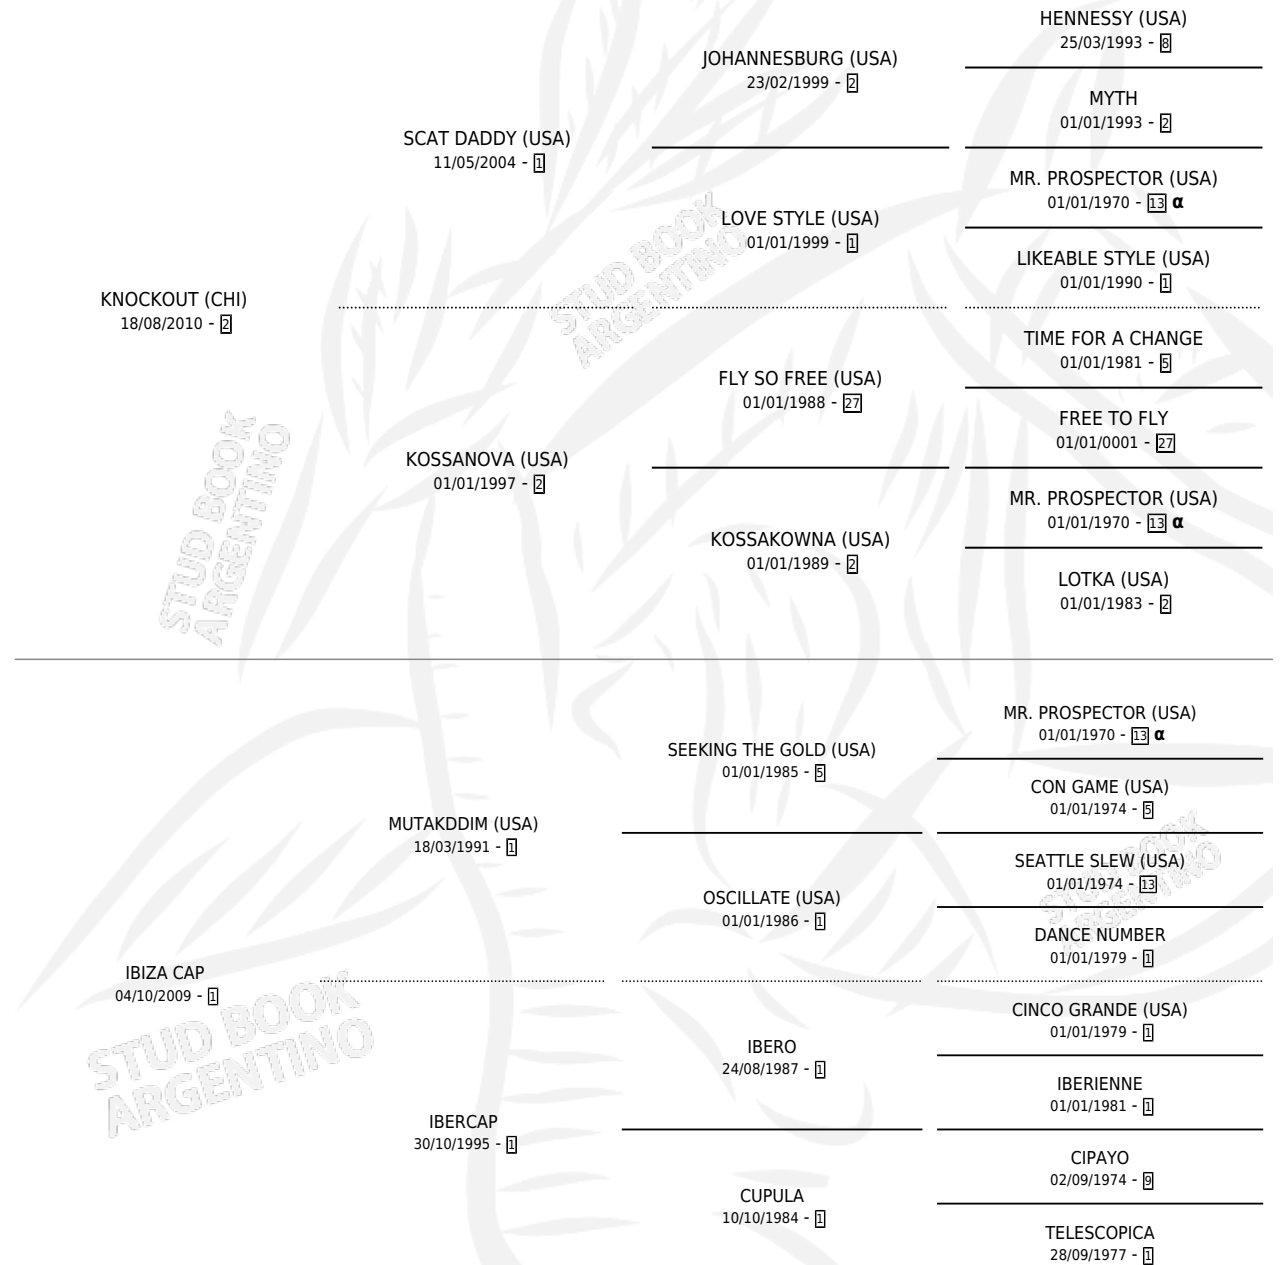 HENNESSY (USA)
25/03/1993 - 8
JOHANNESBURG (USA)
23/02/1999 - 2
MYTH
01/01/1993 - 2
SCAT DADDY (USA)
11/05/2004 - 1
MR. PROSPECTOR (USA)
01/01/1970 - 13 α
LOVE STYLE (USA)
01/01/1999 - 1
LIKEABLE STYLE (USA)
01/01/1990 - 1
STUD BOOK
ARGENTINO
KNOCKOUT (CHI)
18/08/2010 - 2
TIME FOR A CHANGE
01/01/1981 - 5
FLY SO FREE (USA)
01/01/1988 - 27
FREE TO FLY
01/01/0001 - 27
KOSSANOVA (USA)
01/01/1997 - 2
MR. PROSPECTOR (USA)
01/01/1970 - 13 α
KOSSAKOWNA (USA)
01/01/1989 - 2
LOTKA (USA)
01/01/1983 - 2
STUD BOOK
ARGENTINO
MR. PROSPECTOR (USA)
01/01/1970 - 13 α
SEEKING THE GOLD (USA)
01/01/1985 - 5
CON GAME (USA)
01/01/1974 - 5
MUTAKDDIM (USA)
18/03/1991 - 1
SEATTLE SLEW (USA)
01/01/1974 - 13
OSCILLATE (USA)
01/01/1986 - 1
DANCE NUMBER
01/01/1979 - 1
STUD BOOK
ARGENTINO
IBIZA CAP
04/10/2009 - 1
CINCO GRANDE (USA)
01/01/1979 - 1
IBERO
24/08/1987 - 1
IBERIENNE
01/01/1981 - 1
STUD BOOK
ARGENTINO
IBERCAP
30/10/1995 - 1
CIPAYO
02/09/1974 - 9
CUPULA
10/10/1984 - 1
TELESCOPICA
28/09/1977 - 1